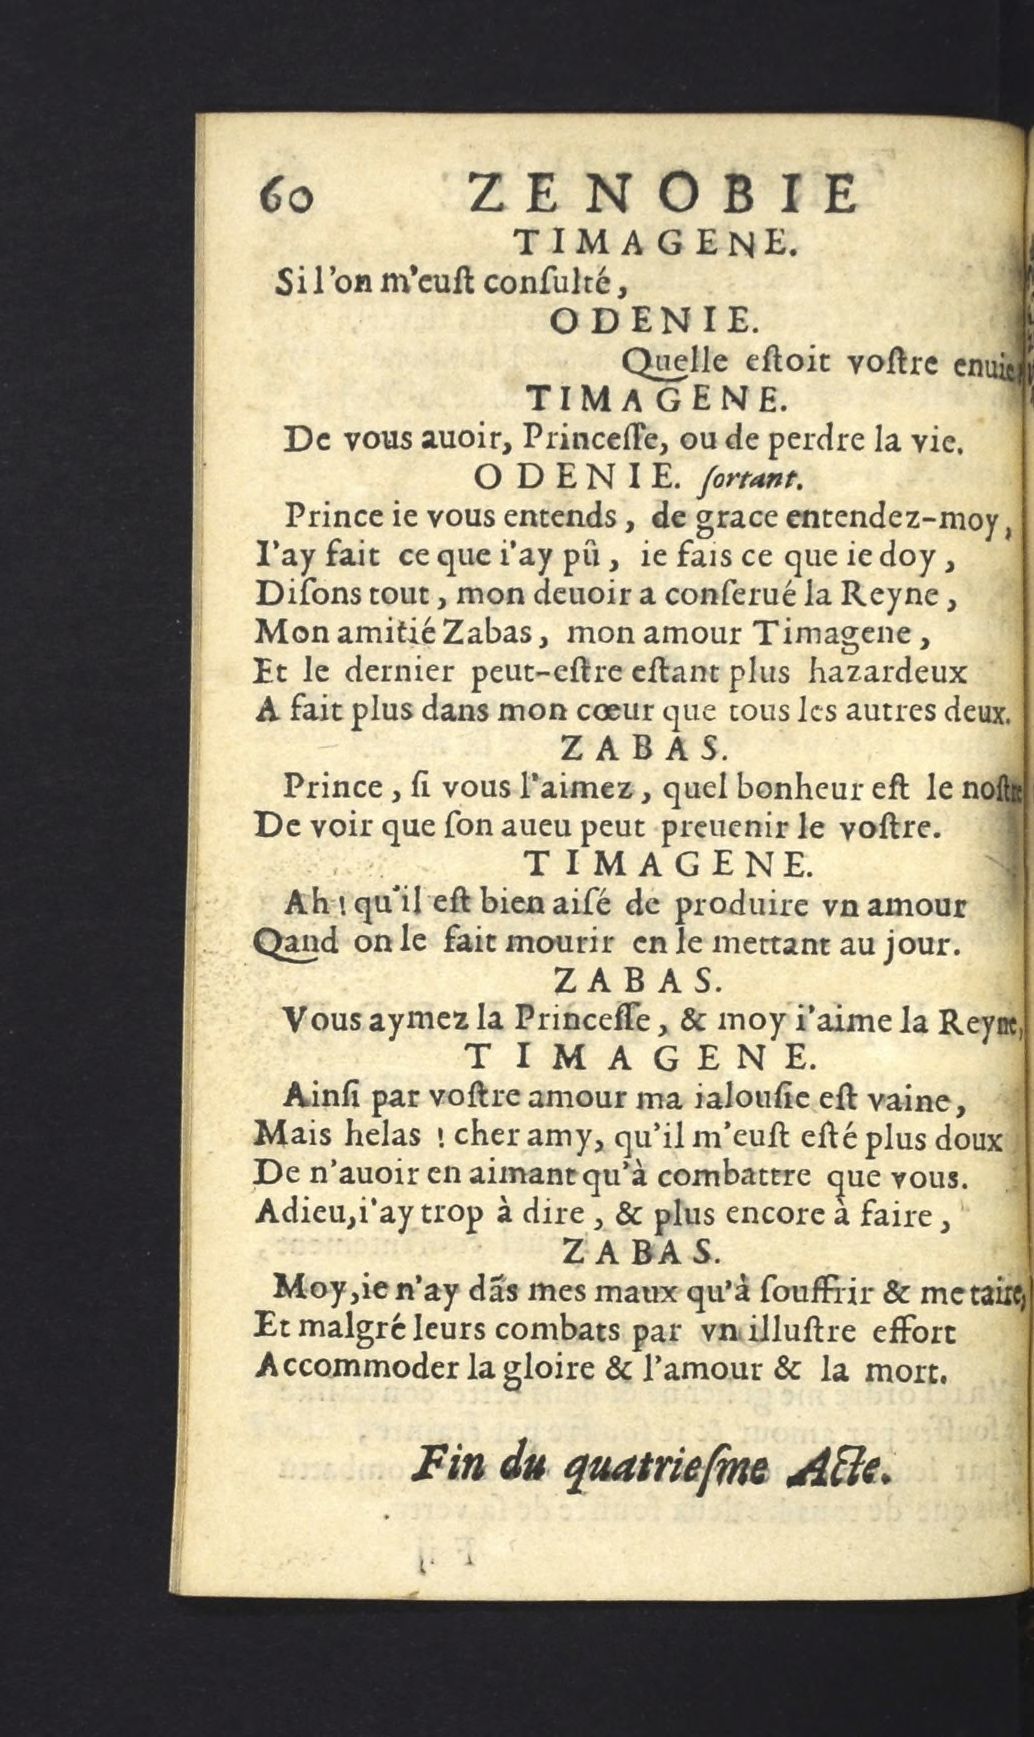 60 ZENOBIE
TIMAGENE.
Si l'on m'euſt conſulté,
ODENIE.
Quelle eſtoit voſtre enuie
TIMAGENE.
De vous auoir, Princeſſe, ou de perdre la vie.
ODENIE. ſortant.
Prince ie vous entends, de grace entendez-moy,
I'ay fait ce que i'ay pû, ie fais ce que ie doy,
Diſons tout, mon deuoir a conſerué la Reyne,
Mon amitié Zabas, mon amour Timagene,
Et le dernier peut-eſtre eſtant plus hazardeux
A fait plus dans mon cœur que tous les autres deux.
ZABAS.
Prince, ſi vous l'aimez, quel bonheur eſt le noſtre
De voir que ſon aueu peut preuenir le voſtre.
TIMAGENE.
Ah! qu'il eſt bien aiſé de produire vn amour
Qand on le fait mourir en le mettant au jour.
ZABAS.
Vous aymez la Princeſſe, & moy i'aime la Reyne,
TIMAGENE.
Ainſi par voſtre amour ma ialouſie eſt vaine,
Mais helas! cher amy, qu'il m'euſt eſté plus doux
De n'auoir en aimant qu'à combattre que vous.
Adieu, i'ay trop à dire, & plus encore à faire,
ZABAS.
Moy, ie n'ay dãs mes maux qu'à ſouffrir & me taire,
Et malgré leurs combats par vn illuſtre effort
Accommoder la gloire & l'amour & la mort.
Fin du quatrieſme Acte.